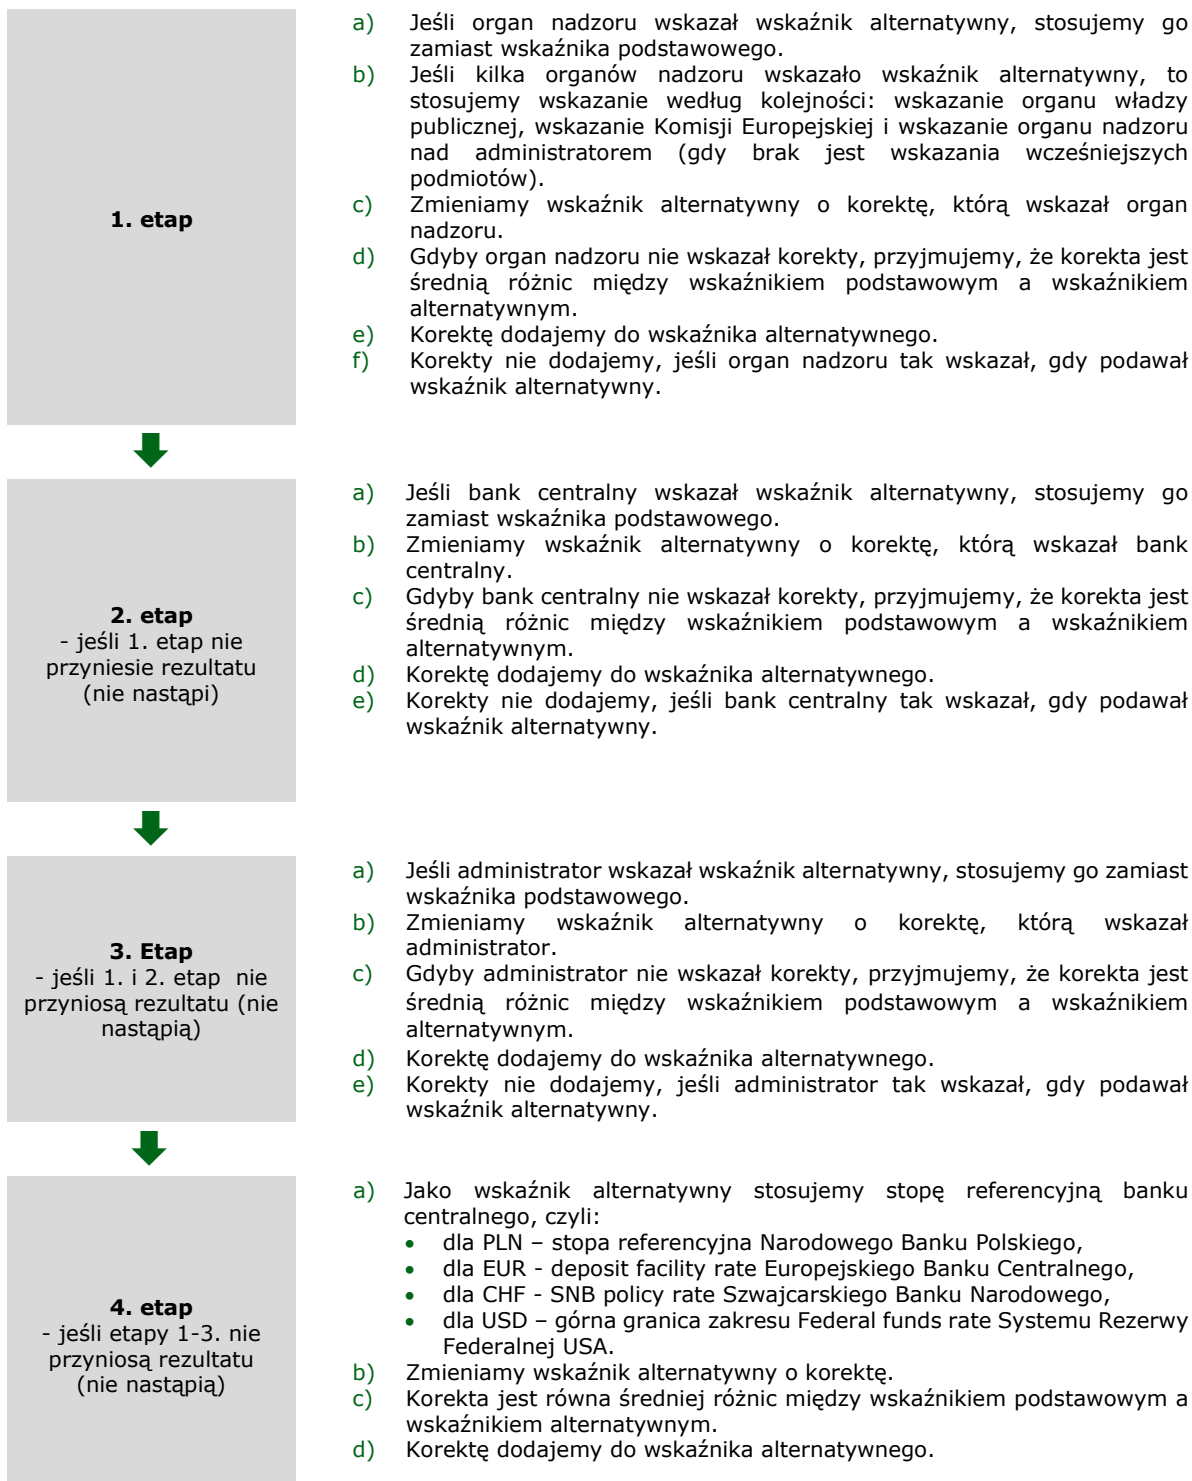 1. etap
a) Jeśli organ nadzoru wskazał wskaźnik alternatywny, stosujemy go
zamiast wskaźnika podstawowego.
b) Jeśli kilka organów nadzoru wskazało wskaźnik alternatywny, to
stosujemy wskazanie według kolejności: wskazanie organu władzy
publicznej, wskazanie Komisji Europejskiej i wskazanie organu nadzoru
nad administratorem (gdy brak jest wskazania wcześniejszych
podmiotów).
c) Zmieniamy wskaźnik alternatywny o korektę, którą wskazał organ
nadzoru.
d) Gdyby organ nadzoru nie wskazał korekty, przyjmujemy, że korekta jest
średnią różnic między wskaźnikiem podstawowym a wskaźnikiem
alternatywnym.
e) Korektę dodajemy do wskaźnika alternatywnego.
f) Korekty nie dodajemy, jeśli organ nadzoru tak wskazał, gdy podawał
wskaźnik alternatywny.
2. etap
- jeśli 1. etap nie
przyniesie rezultatu
(nie nastąpi)
a) Jeśli bank centralny wskazał wskaźnik alternatywny, stosujemy go
zamiast wskaźnika podstawowego.
b) Zmieniamy wskaźnik alternatywny o korektę, którą wskazał bank
centralny.
c) Gdyby bank centralny nie wskazał korekty, przyjmujemy, że korekta jest
średnią różnic między wskaźnikiem podstawowym a wskaźnikiem
alternatywnym.
d) Korektę dodajemy do wskaźnika alternatywnego.
e) Korekty nie dodajemy, jeśli bank centralny tak wskazał, gdy podawał
wskaźnik alternatywny.
3. Etap
- jeśli 1. i 2. etap nie
przyniosą rezultatu (nie
nastąpią)
a) Jeśli administrator wskazał wskaźnik alternatywny, stosujemy go zamiast
wskaźnika podstawowego.
b) Zmieniamy wskaźnik alternatywny o korektę, którą wskazał
administrator.
c) Gdyby administrator nie wskazał korekty, przyjmujemy, że korekta jest
średnią różnic między wskaźnikiem podstawowym a wskaźnikiem
alternatywnym.
d) Korektę dodajemy do wskaźnika alternatywnego.
e) Korekty nie dodajemy, jeśli administrator tak wskazał, gdy podawał
wskaźnik alternatywny.
4. etap
- jeśli etapy 1-3. nie
przyniosą rezultatu
(nie nastąpią)
a) Jako wskaźnik alternatywny stosujemy stopę referencyjną banku
centralnego, czyli:
• dla PLN – stopa referencyjna Narodowego Banku Polskiego,
• dla EUR - deposit facility rate Europejskiego Banku Centralnego,
• dla CHF - SNB policy rate Szwajcarskiego Banku Narodowego,
• dla USD – górna granica zakresu Federal funds rate Systemu Rezerwy
Federalnej USA.
b) Zmieniamy wskaźnik alternatywny o korektę.
c) Korekta jest równa średniej różnic między wskaźnikiem podstawowym a
wskaźnikiem alternatywnym.
d) Korektę dodajemy do wskaźnika alternatywnego.